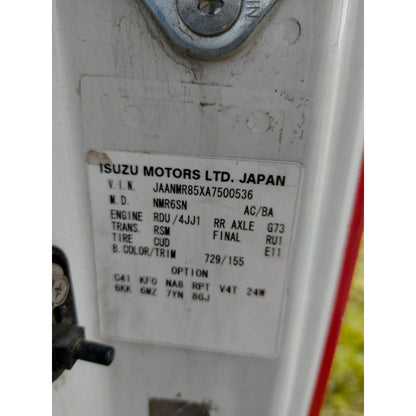 ISUZU MOTORS LTD. JAPAN
V.I.N. JAANMR85XA7500536
M.D. NMR6SN AC/BA
ENGINE RDU/4JJ1 RR AXLE G73
TRANS. RSM FINAL RU1
TIRE CUD E11
B.COLOR/TRIM 729/155
OPTION
C41 KF0 NA8 RPT V4T 24W
6KK 6MZ 7YN 8GJ